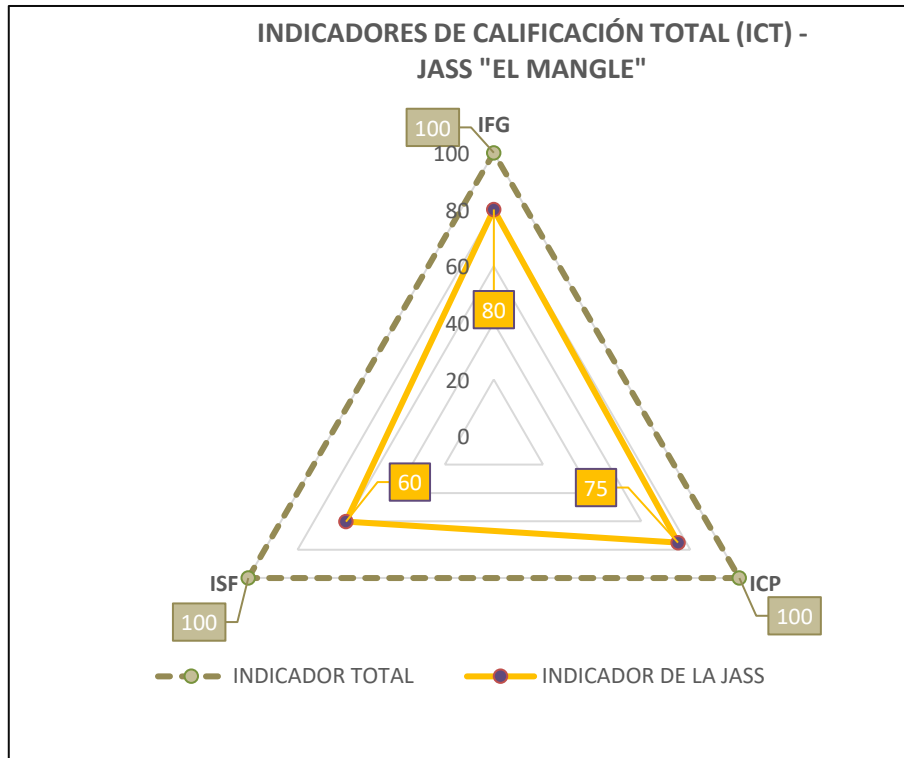 INDICADORES DE CALIFICACIÓN TOTAL (ICT) -
JASS "EL MANGLE"
100
IFG
100
80
60
80
40
20
0
60
75
ISF
ICP
100
100
INDICADOR TOTAL
INDICADOR DE LA JASS